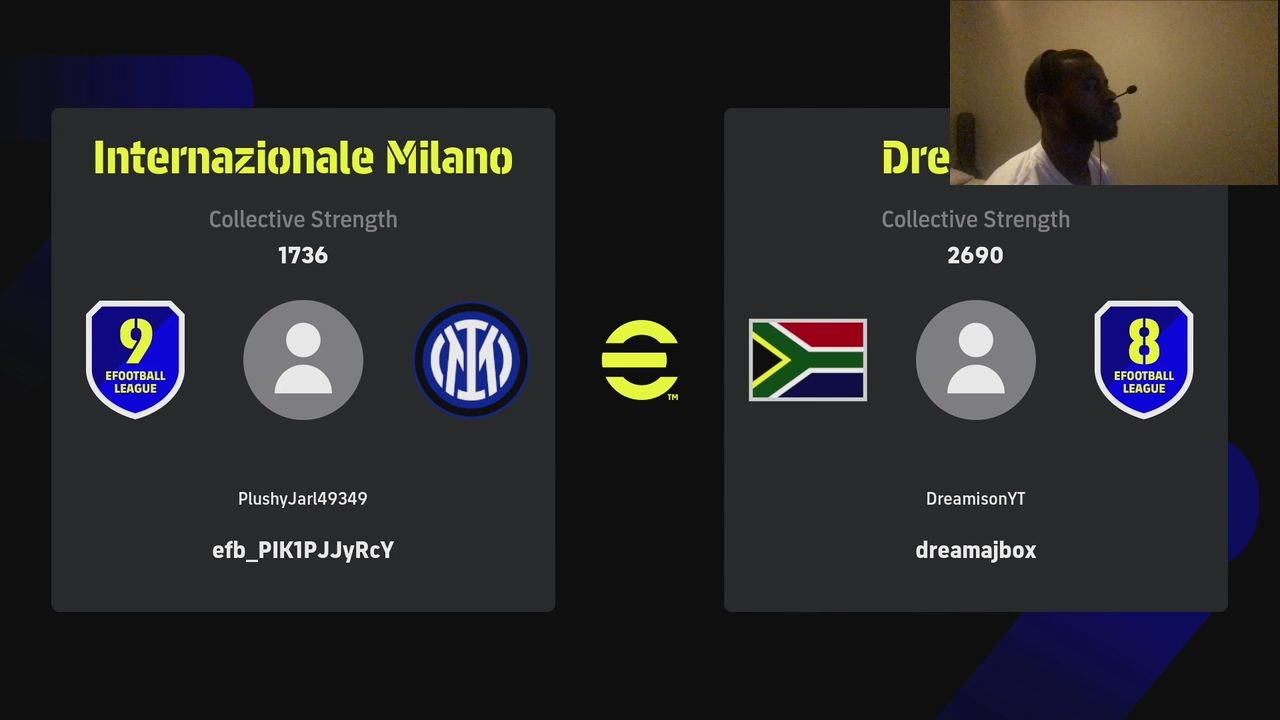 Internazionale Milano
Collective Strength
1736
9
EFOOTBALL
LEAGUE
PlushyJarl49349
efb_PIK1PJJyRcY
TM
Dre
Collective Strength
2690
8
EFOOTBALL
LEAGUE
DreamisonYT
dreamajbox